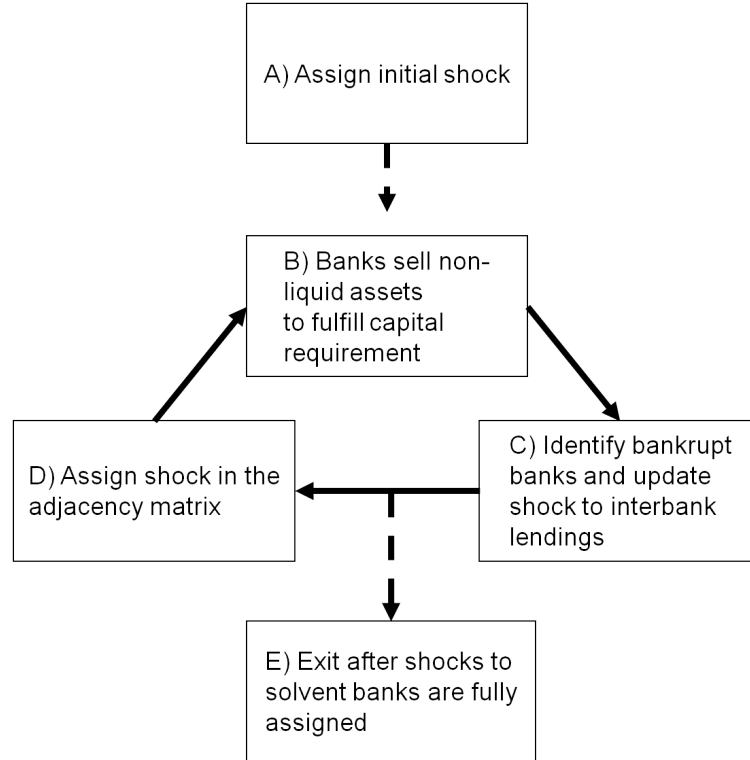 A) Assign initial shock
B) Banks sell non-
liquid assets
to fulfill capital
requirement
C) Identify bankrupt
banks and update
shock to interbank
lendings
D) Assign shock in the
adjacency matrix
E) Exit after shocks to
solvent banks are fully
assigned